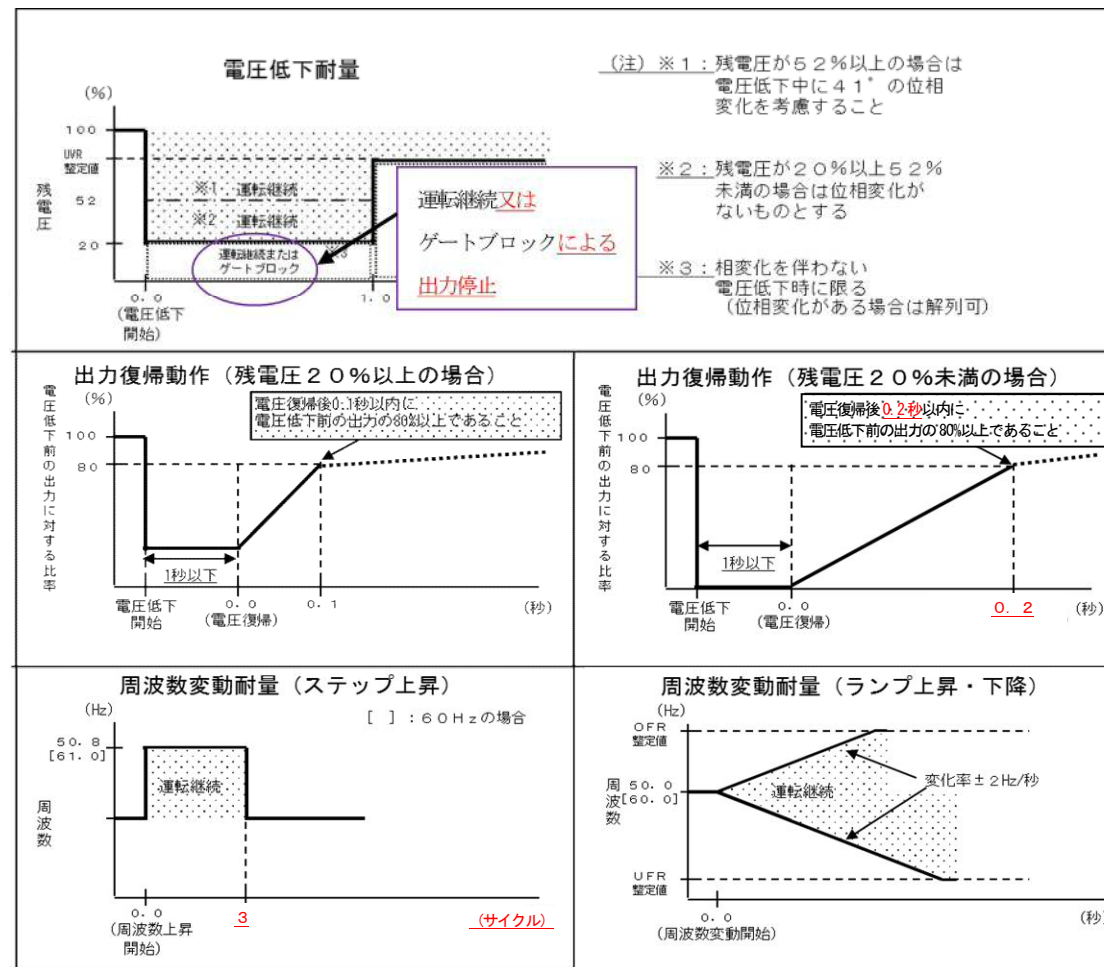 電圧低下耐量
(%)
100
UVR
整定値
52
20
残電圧
※1 運転継続
※2 運転継続
運転継続または
ゲートブロック
※3
0.0
(電圧低下
開始)
1.0
運転継続又は
ゲートブロックによる
出力停止
(注)※1:残電圧が52%以上の場合は
電圧低下中に41°の位相
変化を考慮すること
※2:残電圧が20%以上52%
未満の場合は位相変化が
ないものとする
※3:相変化を伴わない
電圧低下時に限る
(位相変化がある場合は解列可)
出力復帰動作(残電圧20%以上の場合)
電圧低下前の出力に対する比率
(%)
100
80
電圧復帰後0.1秒以内に
電圧低下前の出力の80%以上であること
1秒以下
電圧低下
開始
0.0
(電圧復帰)
0.1
(秒)
出力復帰動作(残電圧20%未満の場合)
電圧低下前の出力に対する比率
(%)
100
80
電圧復帰後0.2秒以内に
電圧低下前の出力の80%以上であること
1秒以下
電圧低下
開始
0.0
(電圧復帰)
0.2
(秒)
周波数変動耐量(ステップ上昇)
(Hz)
[ ]:60Hzの場合
50.8
[61.0]
周波数
運転継続
0.0
(周波数上昇
開始)
3
(サイクル)
周波数変動耐量(ランプ上昇・下降)
(Hz)
OFR
整定値
周波数
50.0
[60.0]
運転継続
変化率±2Hz/秒
UFR
整定値
0.0
(周波数変動開始)
(秒)